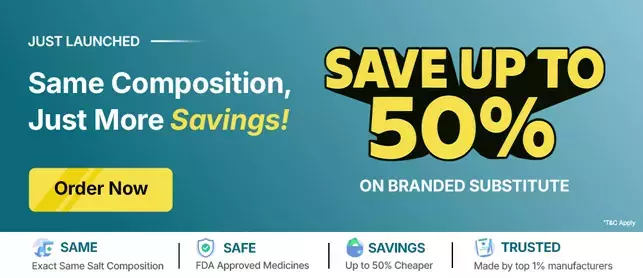 JUST LAUNCHED
Same Composition,
Just More Savings!
Order Now
SAVE UP TO
50%
ON BRANDED SUBSTITUTE
*T&C Apply
SAME
Exact Same Salt Composition
SAFE
FDA Approved Medicines
SAVINGS
Up to 50% Cheaper
TRUSTED
Made by top 1% manufacturers